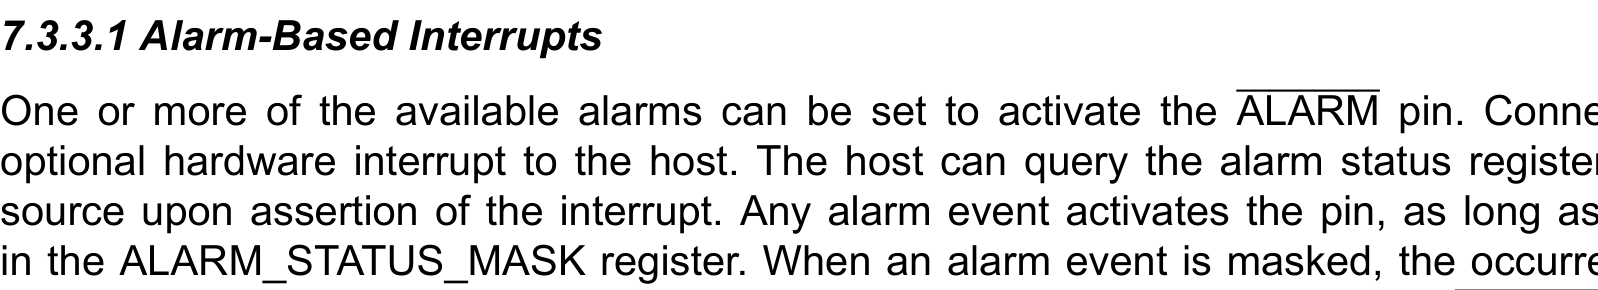 7.3.3.1 Alarm-Based Interrupts
One or more of the available alarms can be set to activate the ALARM pin. Conne
optional hardware interrupt to the host. The host can query the alarm status register
source upon assertion of the interrupt. Any alarm event activates the pin, as long as
in the ALARM_STATUS_MASK register. When an alarm event is masked, the occurre